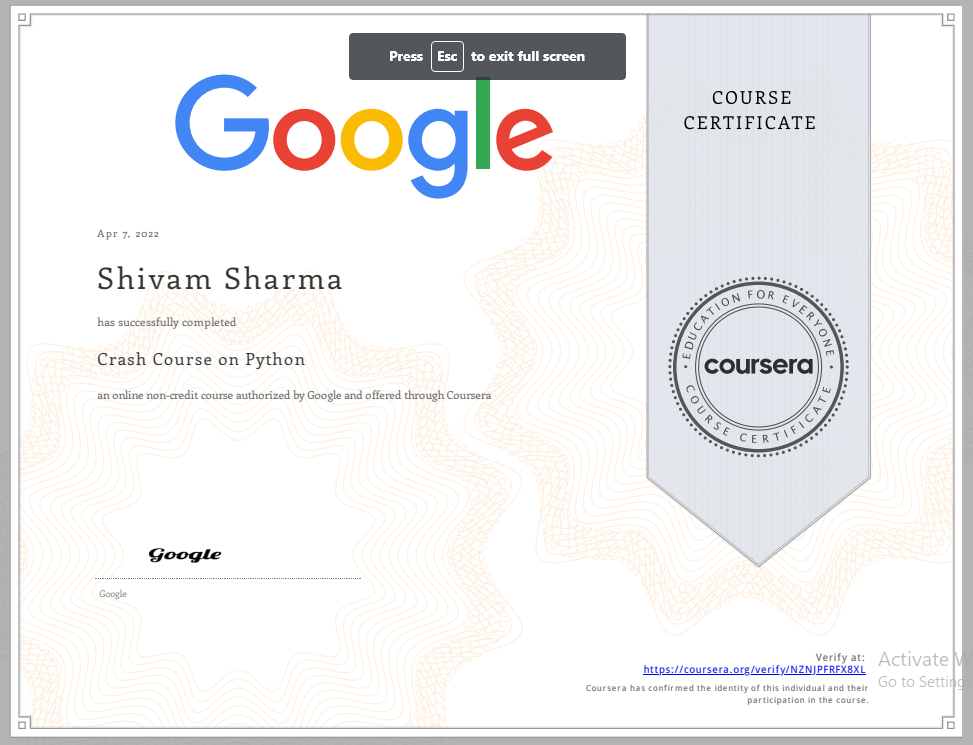 Press Esc to exit full screen
Google
COURSE
CERTIFICATE
Apr 7, 2022
Shivam Sharma
has successfully completed
Crash Course on Python
an online non-credit course authorized by Google and offered through Coursera
EDUCATION FOR EVERYONE
coursera
COURSE CERTIFICATE
Google
Google
Verify at:
https://coursera.org/verify/NZNJPFRFX8XL
Coursera has confirmed the identity of this individual and their
participation in the course.
Activate W
Go to Settings